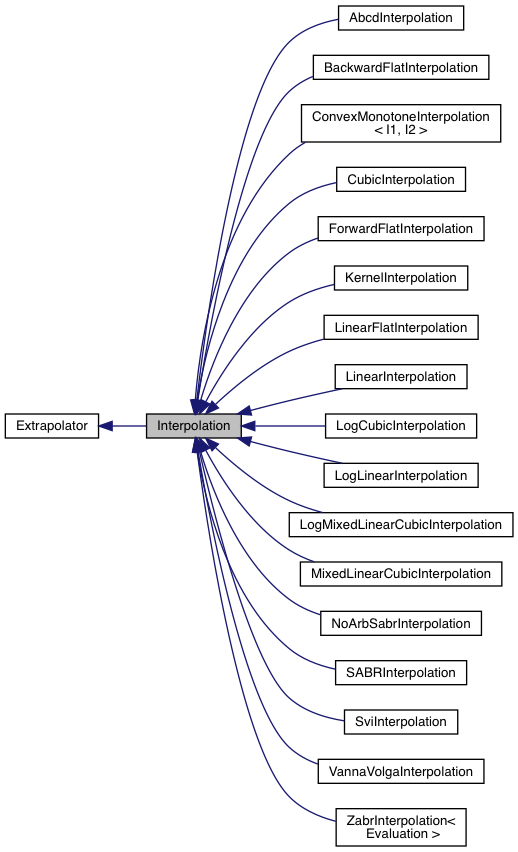 AbcdInterpolation
BackwardFlatInterpolation
ConvexMonotoneInterpolation
< I1, I2 >
CubicInterpolation
ForwardFlatInterpolation
KernelInterpolation
LinearFlatInterpolation
LinearInterpolation
Extrapolator
Interpolation
LogCubicInterpolation
LogLinearInterpolation
LogMixedLinearCubicInterpolation
MixedLinearCubicInterpolation
NoArbSabrInterpolation
SABRInterpolation
SviInterpolation
VannaVolgaInterpolation
ZabrInterpolation<
Evaluation >